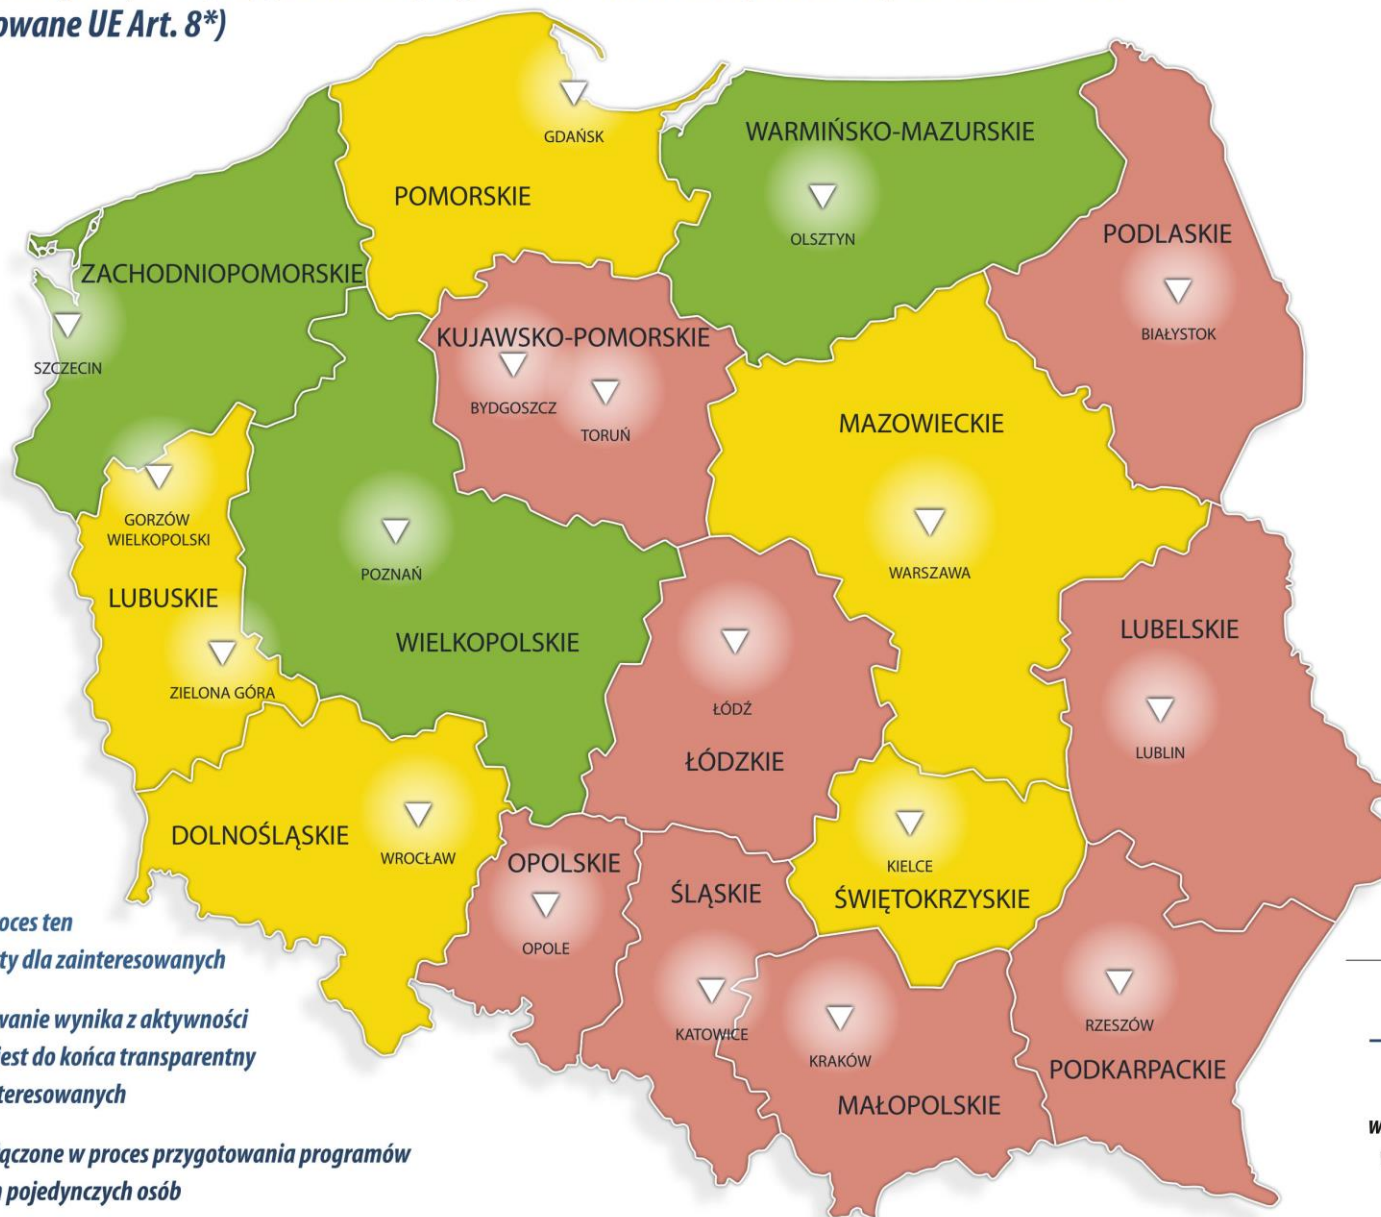 owane UE Art. 8*)
GDAŃSK
WARMIŃSKO-MAZURSKIE
POMORSKIE
OLSZTYN
PODLASKIE
ZACHODNIOPOMORSKIE
BIAŁYSTOK
KUJAWSKO-POMORSKIE
SZCZECIN
BYDGOSZCZ
TORUŃ
MAZOWIECKIE
GORZÓW
WIELKOPOLSKI
POZNAŃ
WARSZAWA
LUBUSKIE
LUBELSKIE
WIELKOPOLSKIE
ZIELONA GÓRA
ŁÓDŹ
LUBLIN
ŁÓDZKIE
DOLNOŚLĄSKIE
WROCŁAW
OPOLSKIE
KIELCE
ŚLĄSKIE
ŚWIĘTOKRZYSKIE
OPOLE
KATOWICE
KRAKÓW
RZESZÓW
PODKARPACKIE
MAŁOPOLSKIE
oces ten
ty dla zainteresowanych
wanie wynika z aktywności
jest do końca transparentny
teresowanych
ączone w proces przygotowania programów
pojedynczych osób
w